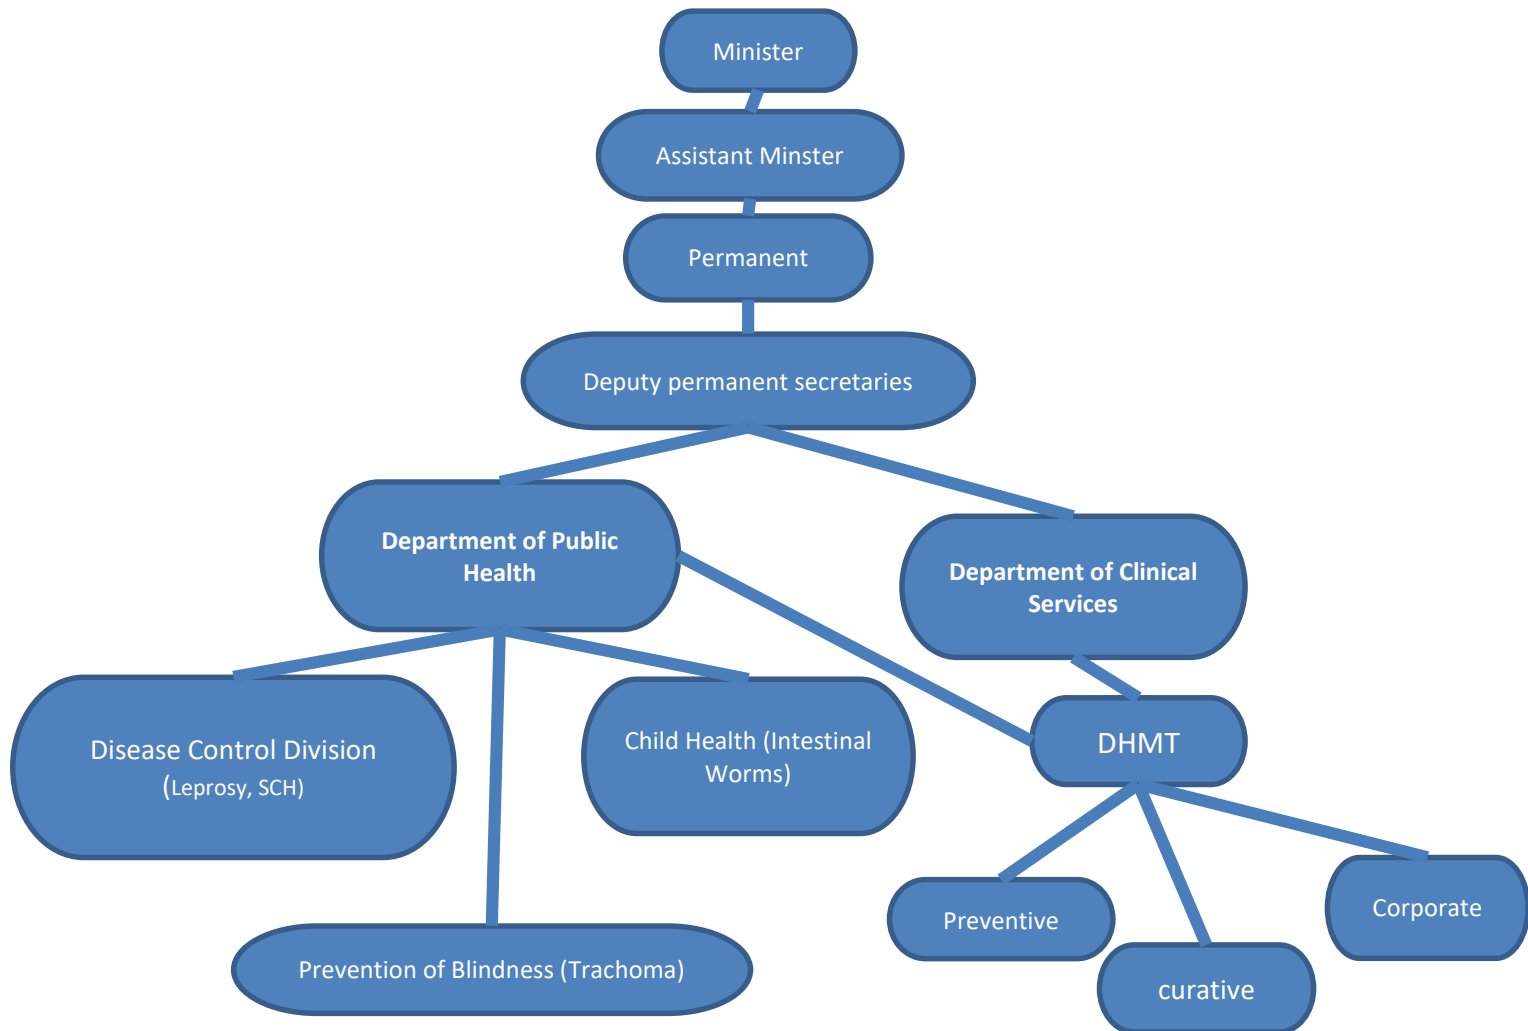 Minister
Assistant Minster
Permanent
Deputy permanent secretaries
Department of Public
Health
Department of Clinical
Services
Disease Control Division
(Leprosy, SCH)
Child Health (Intestinal
Worms)
DHMT
Preventive
Corporate
Prevention of Blindness (Trachoma)
curative